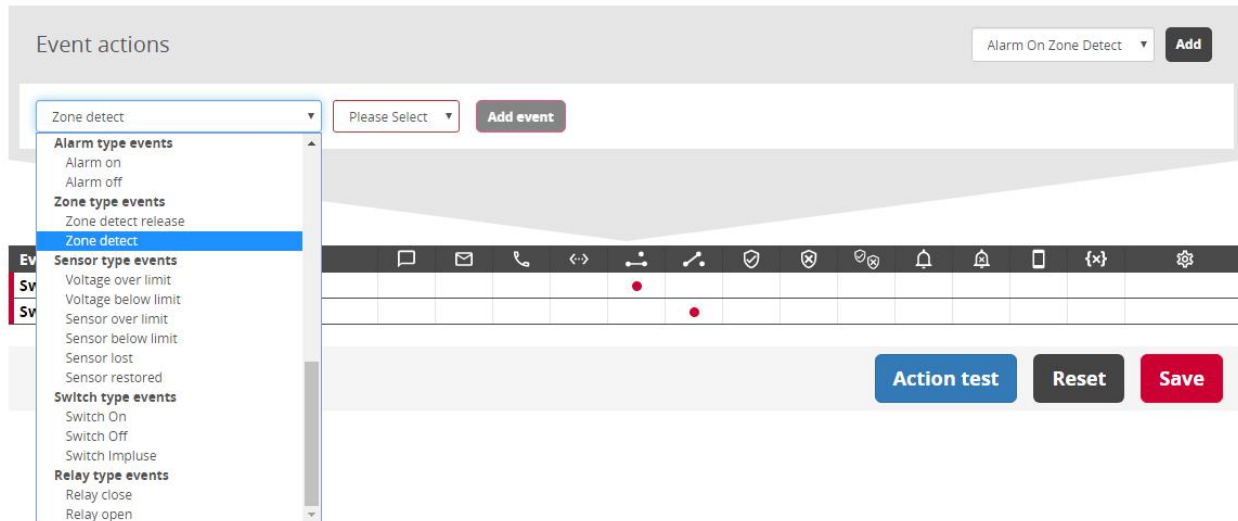 Event actions
Alarm On Zone Detect
Add
Zone detect
Please Select
Add event
Alarm type events
Alarm on
Alarm off
Zone type events
Zone detect release
Zone detect
Sensor type events
Voltage over limit
Voltage below limit
Sensor over limit
Sensor below limit
Sensor lost
Sensor restored
Switch type events
Switch On
Switch Off
Switch Impluse
Relay type events
Relay close
Relay open
Ev
{x}
Sw
Sw
Action test
Reset
Save